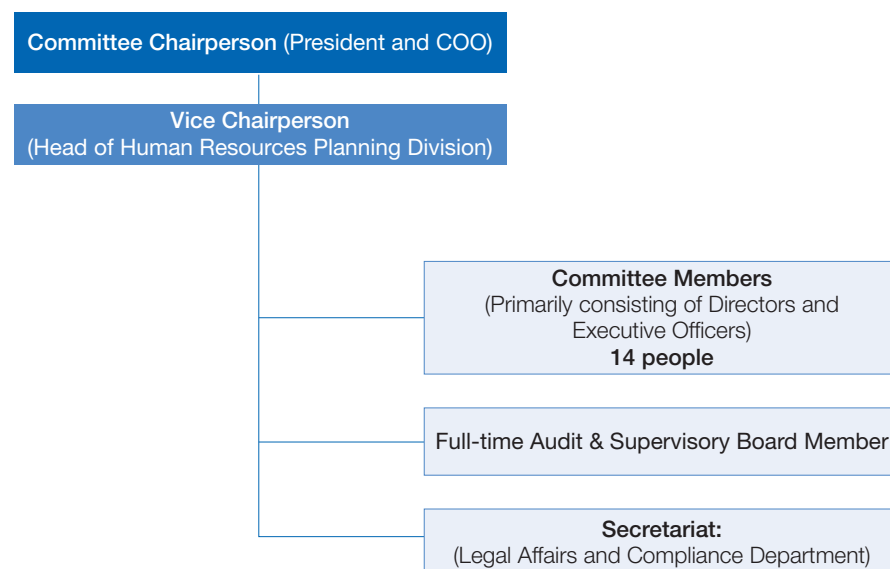 Committee Chairperson (President and COO)
Vice Chairperson
(Head of Human Resources Planning Division)
Committee Members
(Primarily consisting of Directors and
Executive Officers)
14 people
Full-time Audit & Supervisory Board Member
Secretariat:
(Legal Affairs and Compliance Department)